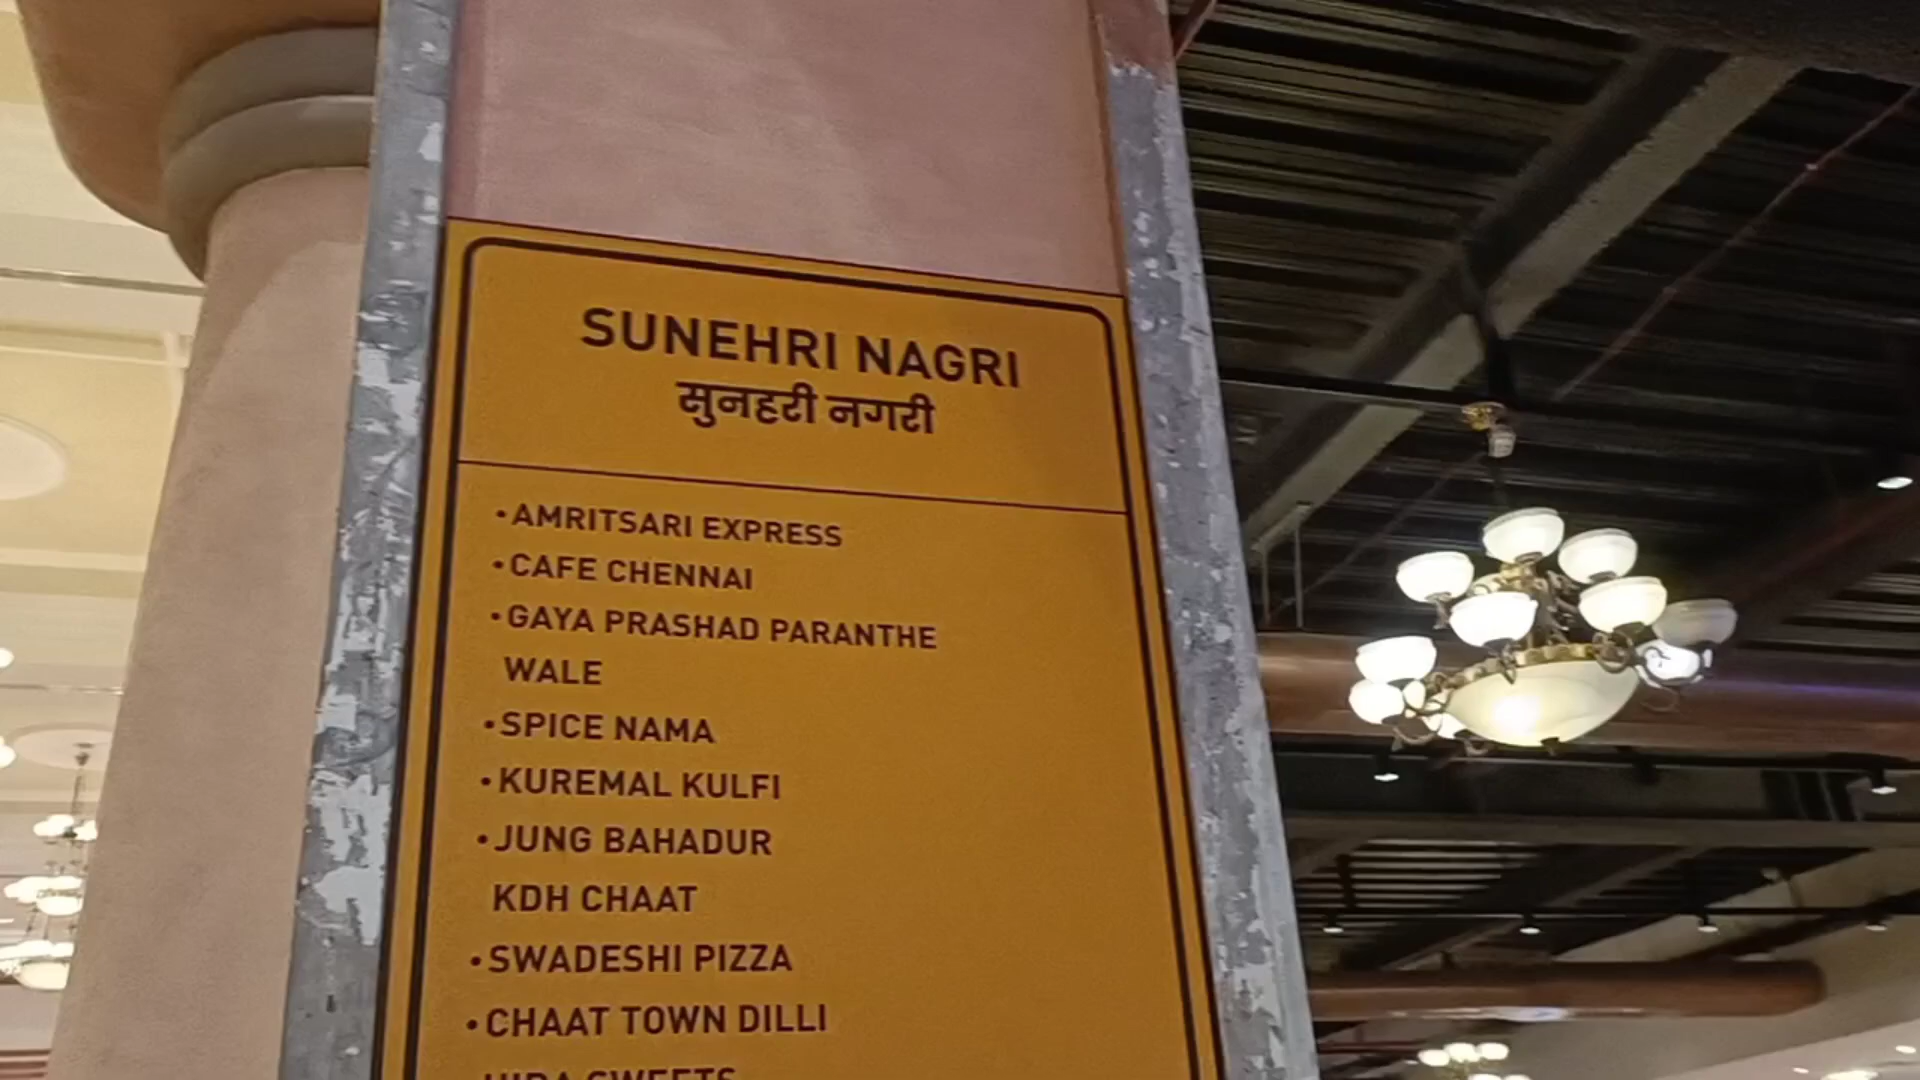 SUNEHRI NAGRI
सुनहरी नगरी
• AMRITSARI EXPRESS
• CAFE CHENNAI
• GAYA PRASHAD PARANTHE
WALE
• SPICE NAMA
• KUREMAL KULFI
• JUNG BAHADUR
KDH CHAAT
• SWADESHI PIZZA
• CHAAT TOWN DILLI
SWEETS